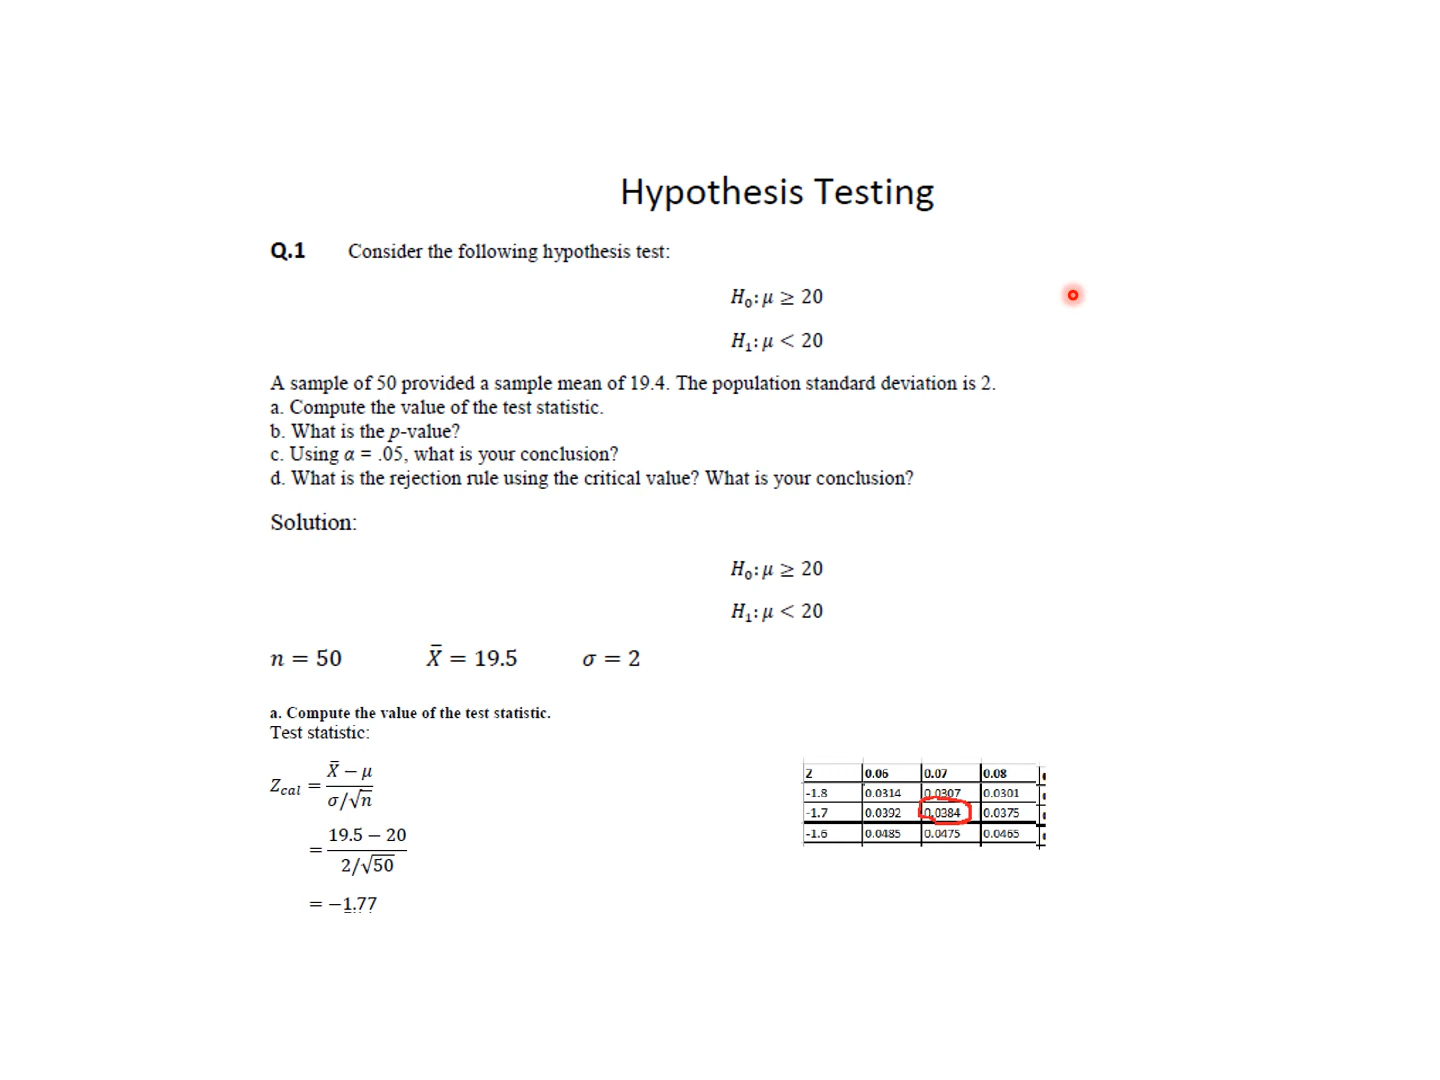 Hypothesis Testing
Q.1 Consider the following hypothesis test:
H₀: μ ≥ 20
H₁: μ < 20
A sample of 50 provided a sample mean of 19.4. The population standard deviation is 2.
a. Compute the value of the test statistic.
b. What is the p-value?
c. Using α = .05, what is your conclusion?
d. What is the rejection rule using the critical value? What is your conclusion?
Solution:
H₀: μ ≥ 20
H₁: μ < 20
n = 50 X̄ = 19.5 σ = 2
a. Compute the value of the test statistic.
Test statistic:
Z_cal = (X̄ − μ) / (σ/√n)
= (19.5 − 20) / (2/√50)
= −1.77
Z 0.06 0.07 0.08
-1.8 0.0314 0.0307 0.0301
-1.7 0.0392 0.0384 0.0375
-1.6 0.0485 0.0475 0.0465